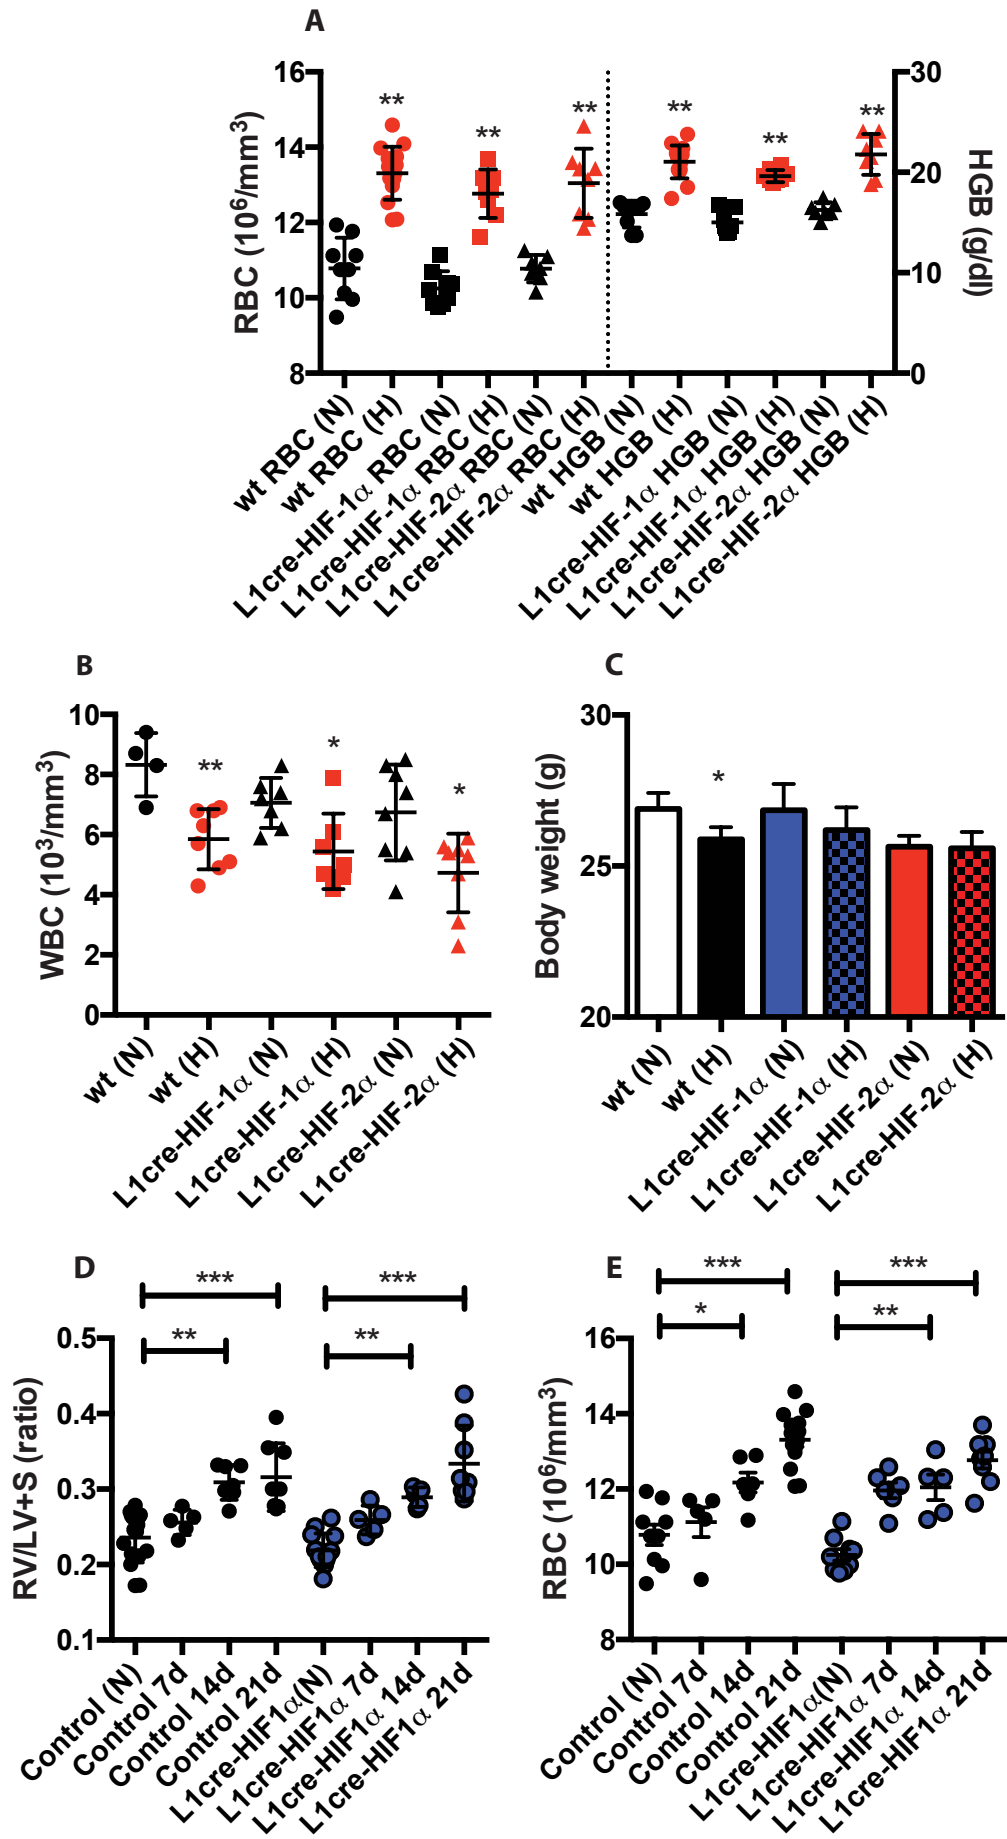 A
16
14
12
10
8
RBC (10⁶/mm³)
**
**
**
**
**
**
30
20
10
0
HGB (g/dl)
wt RBC (N)
wt RBC (H)
L1cre-HIF-1α RBC (N)
L1cre-HIF-1α RBC (H)
L1cre-HIF-2α RBC (N)
L1cre-HIF-2α RBC (H)
wt HGB (N)
wt HGB (H)
L1cre-HIF-1α HGB (N)
L1cre-HIF-1α HGB (H)
L1cre-HIF-2α HGB (N)
L1cre-HIF-2α HGB (H)
B
10
8
6
4
2
0
WBC (10³/mm³)
**
*
*
wt (N)
wt (H)
L1cre-HIF-1α (N)
L1cre-HIF-1α (H)
L1cre-HIF-2α (N)
L1cre-HIF-2α (H)
C
30
25
20
Body weight (g)
*
wt (N)
wt (H)
L1cre-HIF-1α (N)
L1cre-HIF-1α (H)
L1cre-HIF-2α (N)
L1cre-HIF-2α (H)
D
***
***
**
**
0.5
0.4
0.3
0.2
0.1
RV/LV+S (ratio)
Control (N)
Control 7d
Control 14d
Control 21d
L1cre-HIF1α(N)
L1cre-HIF1α 7d
L1cre-HIF1α 14d
L1cre-HIF1α 21d
E
***
***
*
**
16
14
12
10
8
RBC (10⁶/mm³)
Control (N)
Control 7d
Control 14d
Control 21d
L1cre-HIF1α(N)
L1cre-HIF1α 7d
L1cre-HIF1α 14d
L1cre-HIF1α 21d